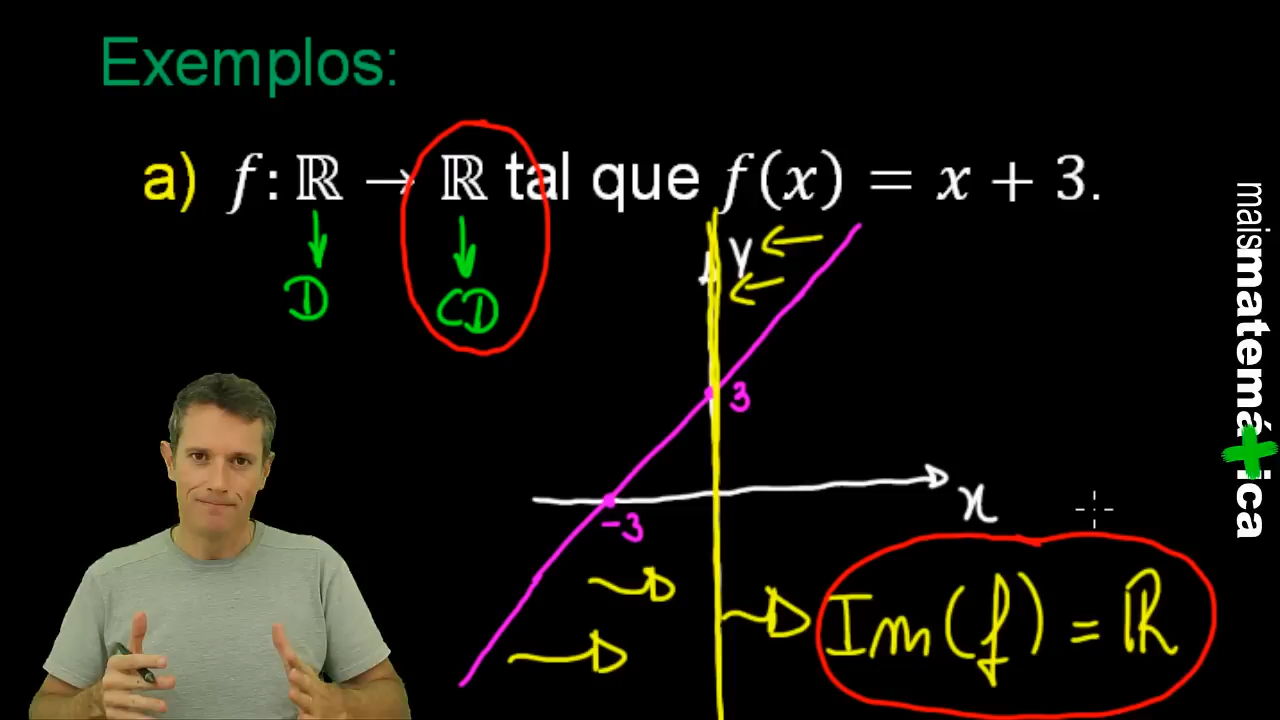 Exemplos:
a) f: ℝ → ℝ tal que f(x) = x + 3.
D
CD
y
3
x
-3
Im(f) = ℝ
maismatemática